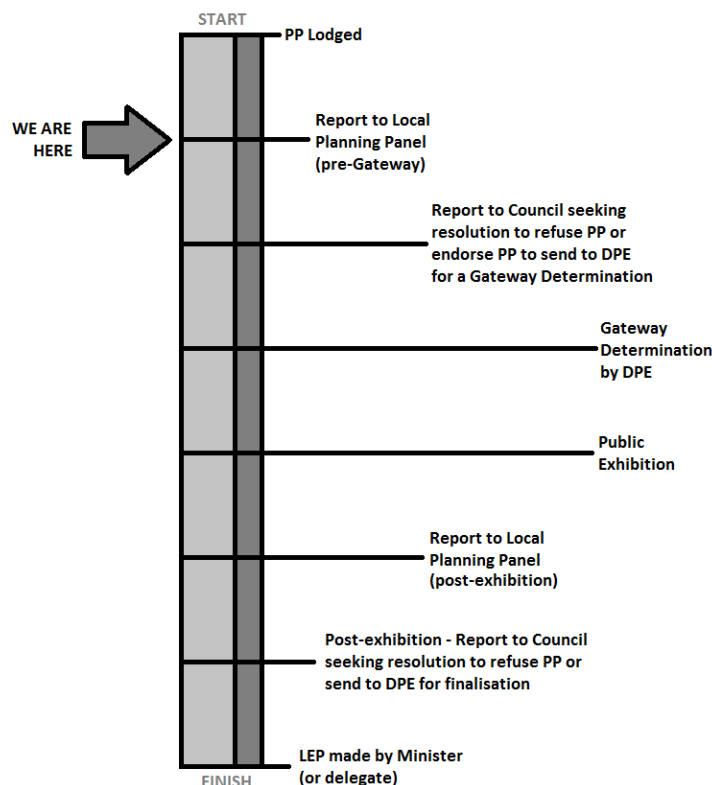 START
PP Lodged
WE ARE
HERE
Report to Local
Planning Panel
(pre-Gateway)
Report to Council seeking
resolution to refuse PP or
endorse PP to send to DPE
for a Gateway Determination
Gateway
Determination
by DPE
Public
Exhibition
Report to Local
Planning Panel
(post-exhibition)
Post-exhibition - Report to Council
seeking resolution to refuse PP or
send to DPE for finalisation
LEP made by Minister
(or delegate)
FINISH